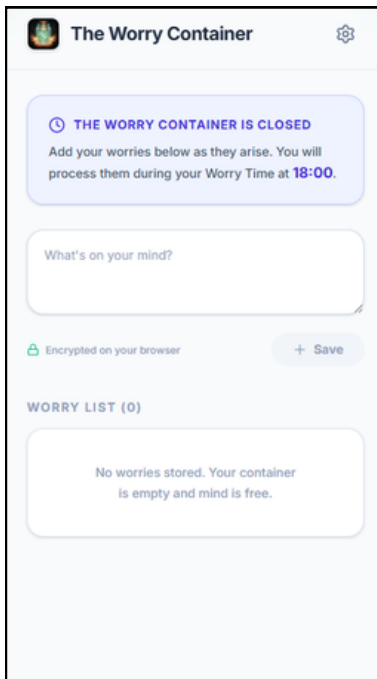 The Worry Container
THE WORRY CONTAINER IS CLOSED
Add your worries below as they arise. You will
process them during your Worry Time at 18:00.
What's on your mind?
Encrypted on your browser
+ Save
WORRY LIST (0)
No worries stored. Your container
is empty and mind is free.